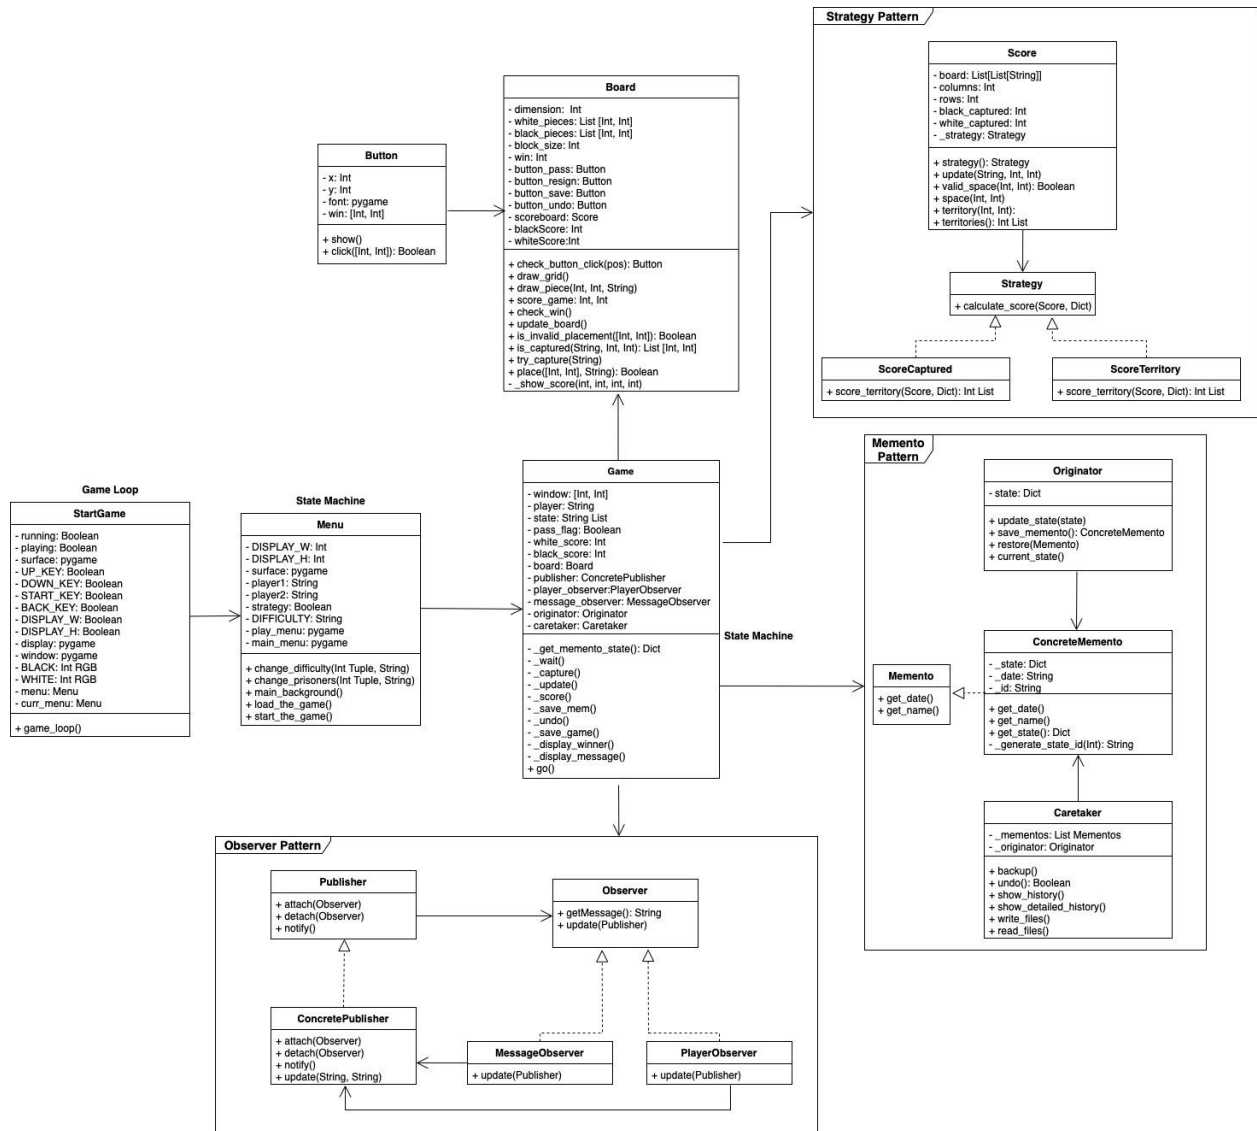 Strategy Pattern
Score
- board: List[List[String]]
- columns: Int
- rows: Int
- black_captured: Int
- white_captured: Int
- _strategy: Strategy
+ strategy(): Strategy
+ update(String, Int, Int)
+ valid_space(Int, Int): Boolean
+ space(Int, Int)
+ territory(Int, Int):
+ territories(): Int List
Strategy
+ calculate_score(Score, Dict)
ScoreCaptured
+ score_territory(Score, Dict): Int List
ScoreTerritory
+ score_territory(Score, Dict): Int List
Board
- dimension: Int
- white_pieces: List [Int, Int]
- black_pieces: List [Int, Int]
- block_size: Int
- win: Int
- button_pass: Button
- button_resign: Button
- button_save: Button
- button_undo: Button
- scoreboard: Score
- blackScore: Int
- whiteScore:Int
+ check_button_click(pos): Button
+ draw_grid()
+ draw_piece(Int, Int, String)
+ score_game: Int, Int
+ check_win()
+ update_board()
+ is_invalid_placement([Int, Int]): Boolean
+ is_captured(String, Int, Int): List [Int, Int]
+ try_capture(String)
+ place([Int, Int], String): Boolean
- _show_score(int, int, int, int)
Button
- x: Int
- y: Int
- font: pygame
- win: [Int, Int]
+ show()
+ click([Int, Int]): Boolean
Game Loop
StartGame
- running: Boolean
- playing: Boolean
- surface: pygame
- UP_KEY: Boolean
- DOWN_KEY: Boolean
- START_KEY: Boolean
- BACK_KEY: Boolean
- DISPLAY_W: Boolean
- DISPLAY_H: Boolean
- display: pygame
- window: pygame
- BLACK: Int RGB
- WHITE: Int RGB
- menu: Menu
- curr_menu: Menu
+ game_loop()
State Machine
Menu
- DISPLAY_W: Int
- DISPLAY_H: Int
- surface: pygame
- player1: String
- player2: String
- strategy: Boolean
- DIFFICULTY: String
- play_menu: pygame
- main_menu: pygame
+ change_difficulty(Int Tuple, String)
+ change_prisoners(Int Tuple, String)
+ main_background()
+ load_the_game()
+ start_the_game()
Game
- window: [Int, Int]
- player: String
- state: String List
- pass_flag: Boolean
- white_score: Int
- black_score: Int
- board: Board
- publisher: ConcretePublisher
- player_observer:PlayerObserver
- message_observer: MessageObserver
- originator: Originator
- caretaker: Caretaker
- _get_memento_state(): Dict
- _wait()
- _capture()
- _update()
- _score()
- _save_mem()
- _undo()
- _save_game()
- _display_winner()
- _display_message()
+ go()
State Machine
Memento
Pattern
Originator
- state: Dict
+ update_state(state)
+ save_memento(): ConcreteMemento
+ restore(Memento)
+ current_state()
ConcreteMemento
- _state: Dict
- _date: String
- _id: String
+ get_date()
+ get_name()
+ get_state(): Dict
- _generate_state_id(Int): String
Memento
+ get_date()
+ get_name()
Caretaker
- _mementos: List Mementos
- _originator: Originator
+ backup()
+ undo(): Boolean
+ show_history()
+ show_detailed_history()
+ write_files()
+ read_files()
Observer Pattern
Publisher
+ attach(Observer)
+ detach(Observer)
+ notify()
Observer
+ getMessage(): String
+ update(Publisher)
ConcretePublisher
+ attach(Observer)
+ detach(Observer)
+ notify()
+ update(String, String)
MessageObserver
+ update(Publisher)
PlayerObserver
+ update(Publisher)